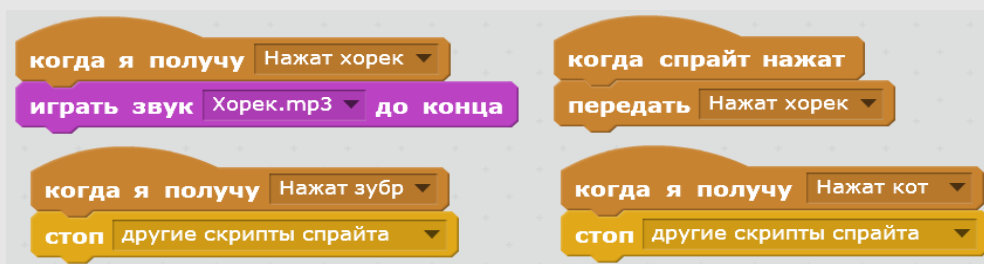 когда я получу Нажат хорек
играть звук Хорек.mp3 до конца
когда спрайт нажат
передать Нажат хорек
когда я получу Нажат зубр
стоп другие скрипты спрайта
когда я получу Нажат кот
стоп другие скрипты спрайта